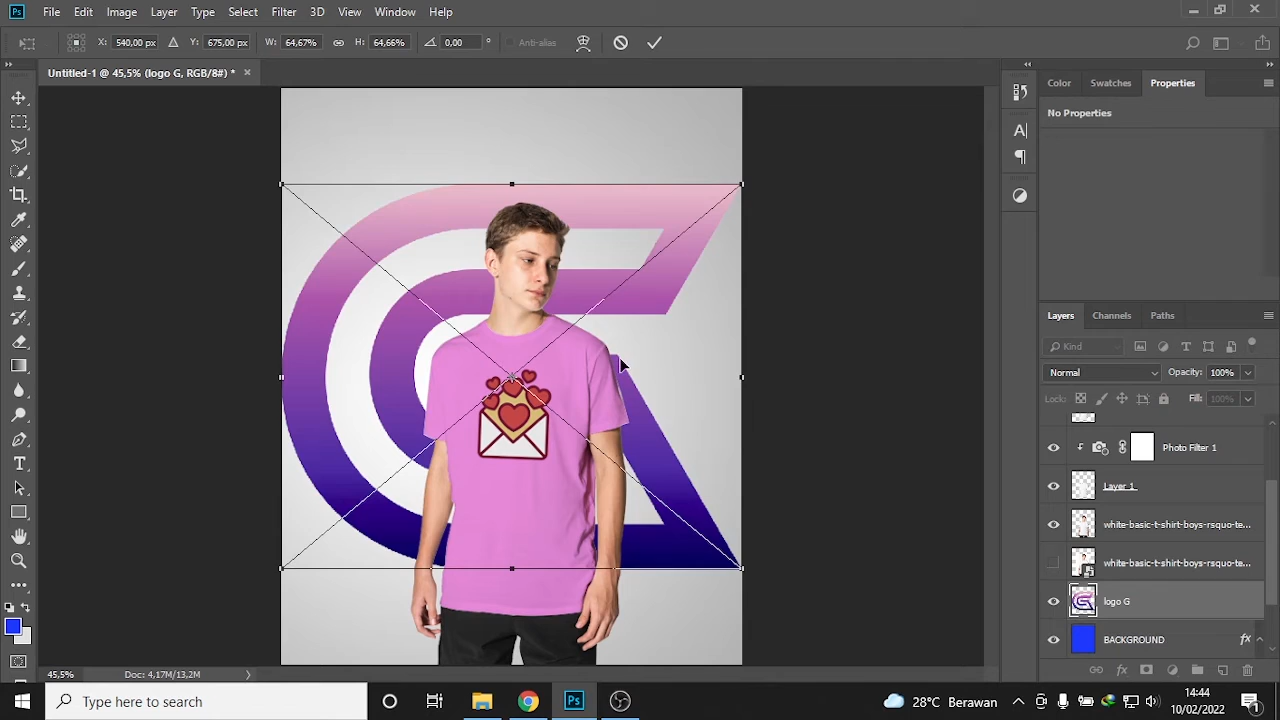 Ps File Edit Image Layer Type Select Filter 3D View Window Help
X: 540,00 px Y: 675,00 px W: 64,67% H: 64,66% 0,00 ° Anti-alias
Untitled-1 @ 45,5% (logo G, RGB/8#) * ×
Color Swatches Properties
No Properties
Layers Channels Paths
Kind
Normal Opacity: 100%
Lock: Fill: 100%
Photo Filter 1
Layer 1
white-basic-t-shirt-boys-rsquo-te...
white-basic-t-shirt-boys-rsquo-te...
logo G
BACKGROUND fx
45,5% Doc: 4,17M/13,2M
Type here to search
Ps
28°C Berawan
14.44
10/02/2022